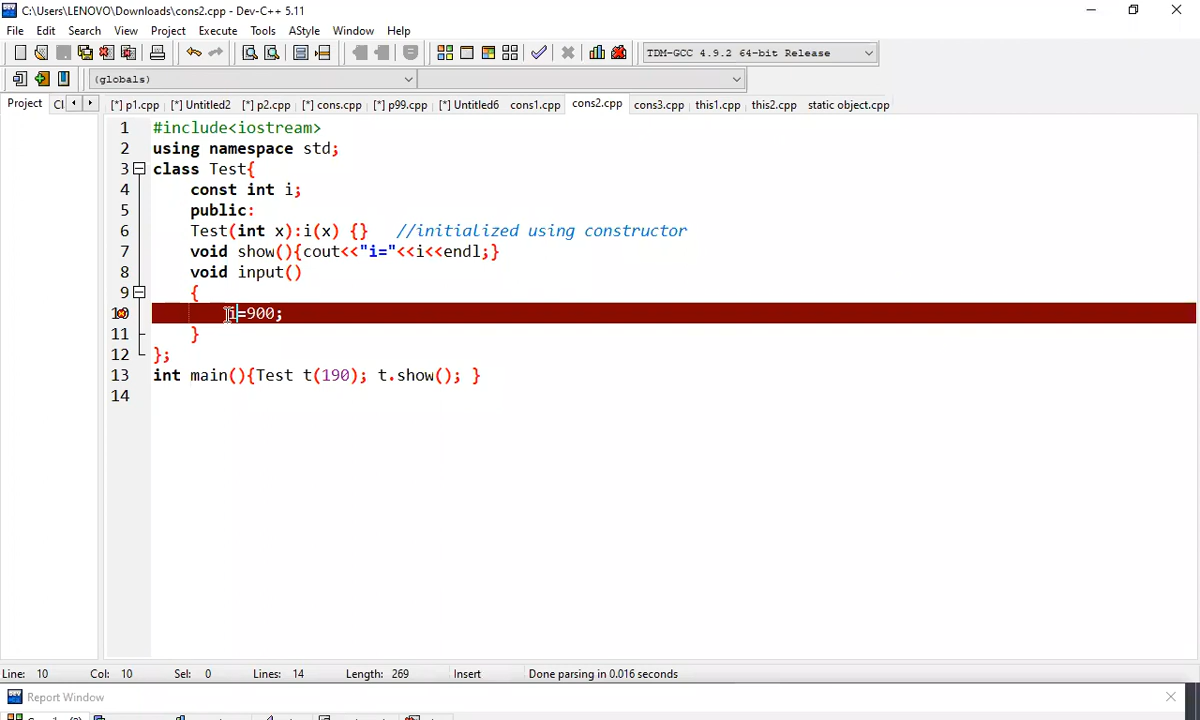 C:\Users\LENOVO\Downloads\cons2.cpp - Dev-C++ 5.11
File Edit Search View Project Execute Tools AStyle Window Help
TDM-GCC 4.9.2 64-bit Release
(globals)
Project Cl [*] p1.cpp [*] Untitled2 [*] p2.cpp [*] cons.cpp [*] p99.cpp [*] Untitled6 cons1.cpp cons2.cpp cons3.cpp this1.cpp this2.cpp static object.cpp
1 #include<iostream>
2 using namespace std;
3 class Test{
4 const int i;
5 public:
6 Test(int x):i(x) {} //initialized using constructor
7 void show(){cout<<"i="<<i<<endl;}
8 void input()
9 {
10 i=900;
11 }
12 };
13 int main(){Test t(190); t.show(); }
14
Line: 10 Col: 10 Sel: 0 Lines: 14 Length: 269 Insert Done parsing in 0.016 seconds
Report Window